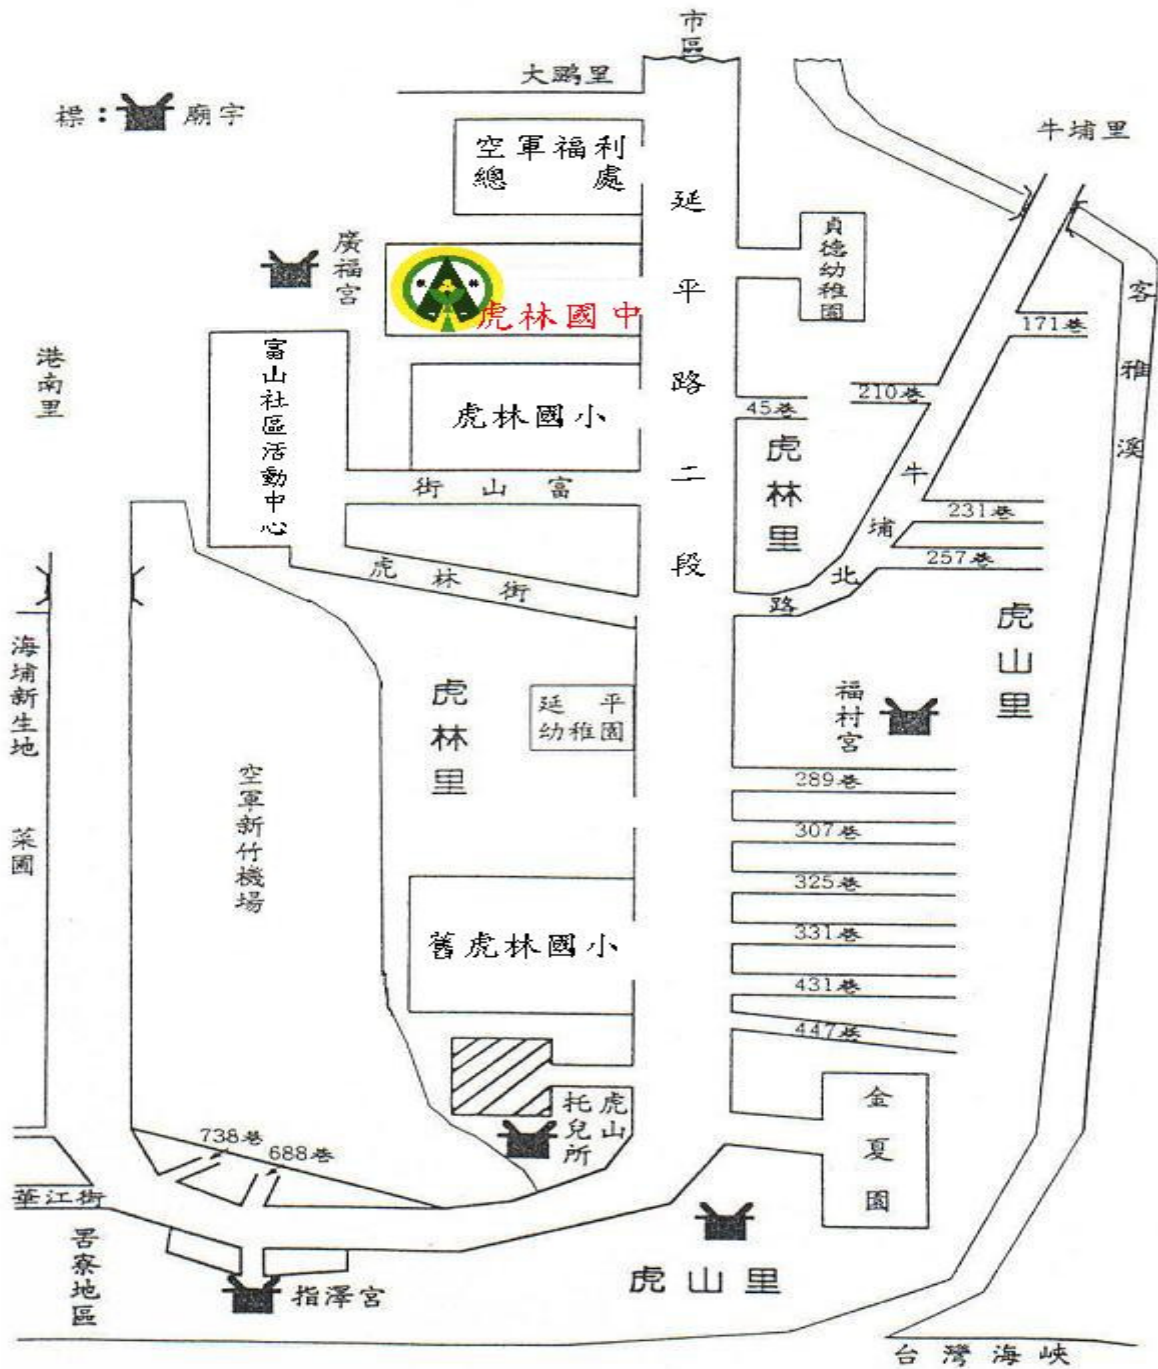 市區
大鵬里
標：廟宇
牛埔里
空軍福利
總處
延平路二段
貞德幼稚園
廣福宮
虎林國中
客雅溪
171巷
富山社區活動中心
港南里
虎林國小
210巷
45巷
虎林里
富山街
牛埔北路
231巷
257巷
虎林街
虎山里
海埔新生地
菜圃
虎林里
延平
幼稚園
福村宮
空軍新竹機場
289巷
307巷
325巷
331巷
431巷
447巷
舊虎林國小
虎山
托兒所
金夏園
738巷
688巷
華江街
罟寮地區
指澤宮
虎山里
台灣海峽